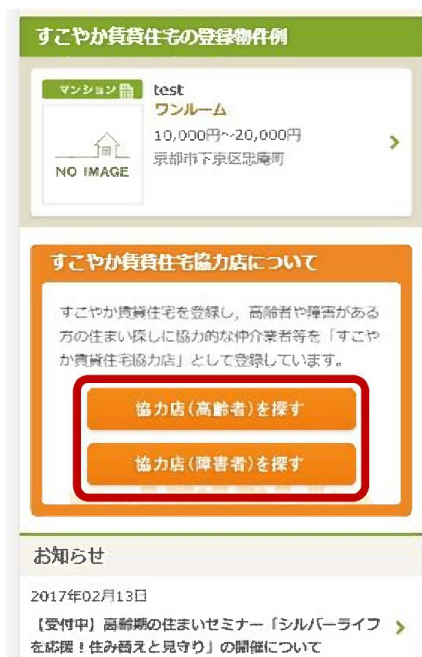 すこやか賃貸住宅の登録物件例
マンション
test
ワンルーム
10,000円~20,000円
京都市下京区忠庵町
NO IMAGE
すこやか賃貸住宅協力店について
すこやか賃貸住宅を登録し，高齢者や障害がある
方の住まい探しに協力的な仲介業者等を「すこや
か賃貸住宅協力店」として登録しています。
協力店(高齢者)を探す
協力店(障害者)を探す
お知らせ
2017年02月13日
【受付中】高齢期の住まいセミナー「シルバーライフ
を応援！住み替えと見守り」の開催について